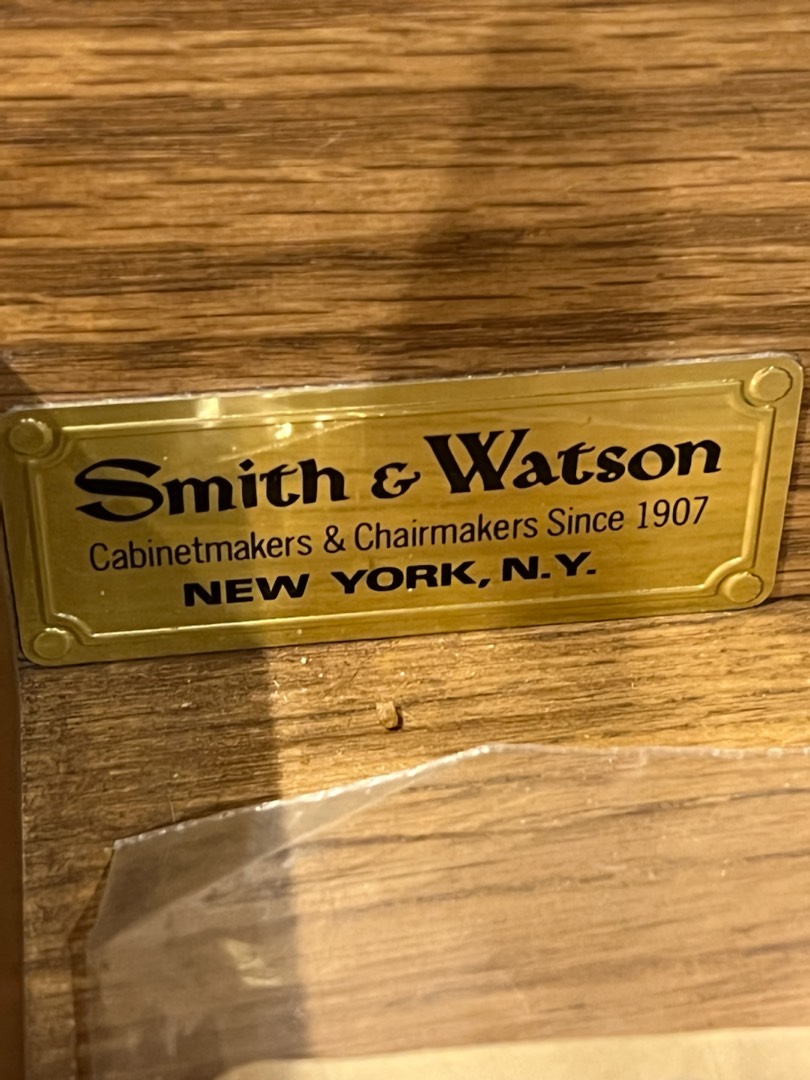 Smith & Watson
Cabinetmakers & Chairmakers Since 1907
NEW YORK, N.Y.